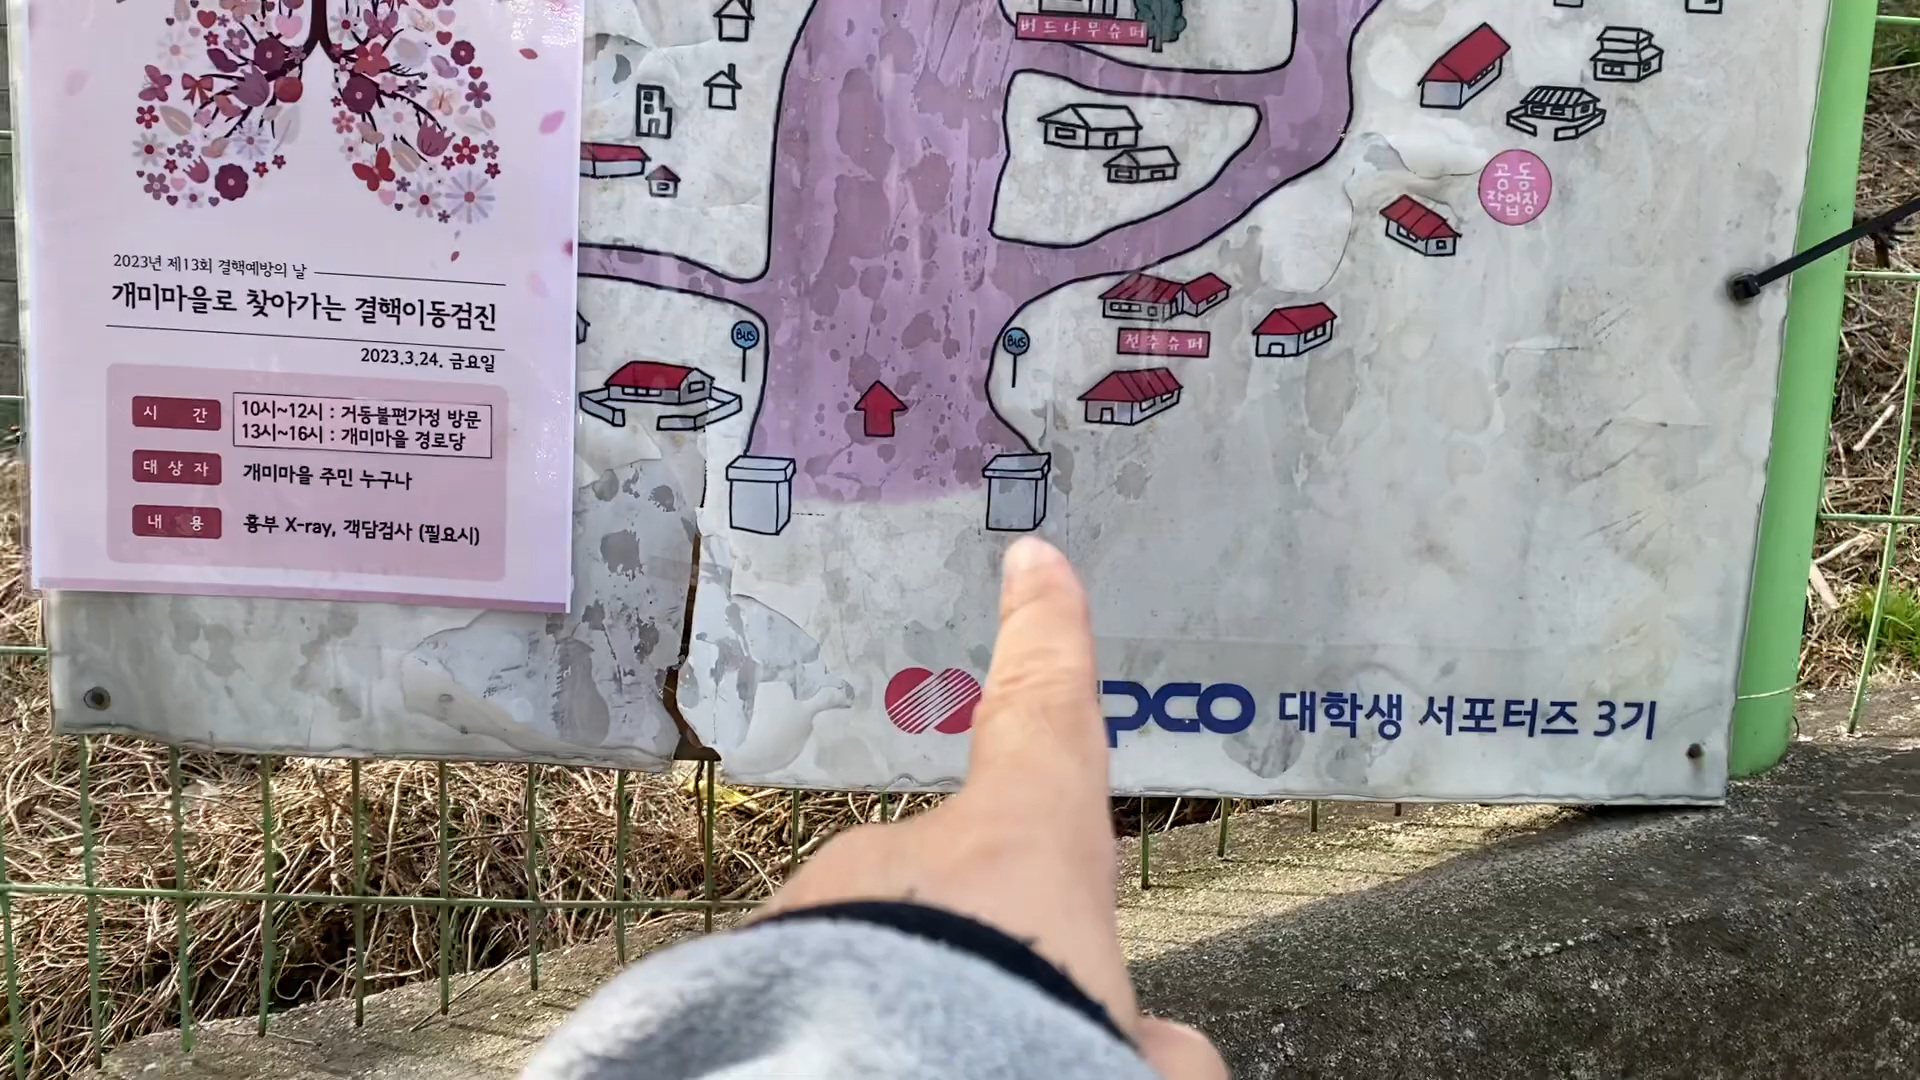 2023년 제13회 결핵예방의 날
개미마을로 찾아가는 결핵이동검진
2023.3.24. 금요일
시 간
10시~12시 : 거동불편가정 방문
13시~16시 : 개미마을 경로당
대 상 자
개미마을 주민 누구나
내 용
흉부 X-ray, 객담검사 (필요시)
버드나무슈퍼
공동
작업장
BUS
BUS
전주슈퍼
대학생 서포터즈 3기